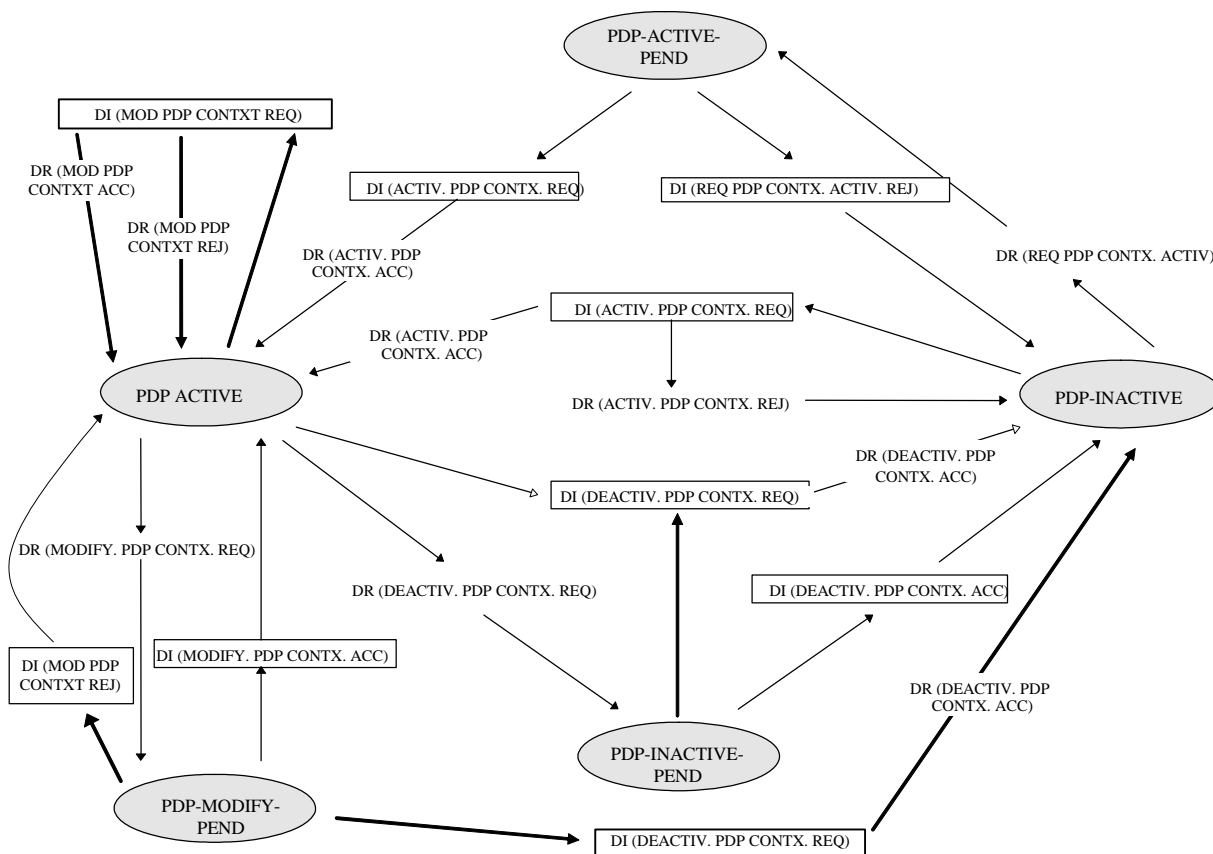 PDP-ACTIVE-
PEND
DI (MOD PDP CONTXT REQ)
DR (MOD PDP
CONTXT ACC)
DI (ACTIV. PDP CONTX. REQ)
DI (REQ PDP CONTX. ACTIV. REJ)
DR (MOD PDP
CONTXT REJ)
DR (ACTIV. PDP
CONTX. ACC)
DR (REQ PDP CONTX. ACTIV)
DI (ACTIV. PDP CONTX. REQ)
DR (ACTIV. PDP
CONTX. ACC)
PDP ACTIVE
DR (ACTIV. PDP CONTX. REJ)
PDP-INACTIVE
DR (DEACTIV. PDP
CONTX. ACC)
DI (DEACTIV. PDP CONTX. REQ)
DR (MODIFY. PDP CONTX. REQ)
DR (DEACTIV. PDP CONTX. REQ)
DI (DEACTIV. PDP CONTX. ACC)
DI (MOD PDP
CONTXT REJ)
DI (MODIFY. PDP CONTX. ACC)
DR (DEACTIV. PDP
CONTX. ACC)
PDP-INACTIVE-
PEND
PDP-MODIFY-
PEND
DI (DEACTIV. PDP CONTX. REQ)